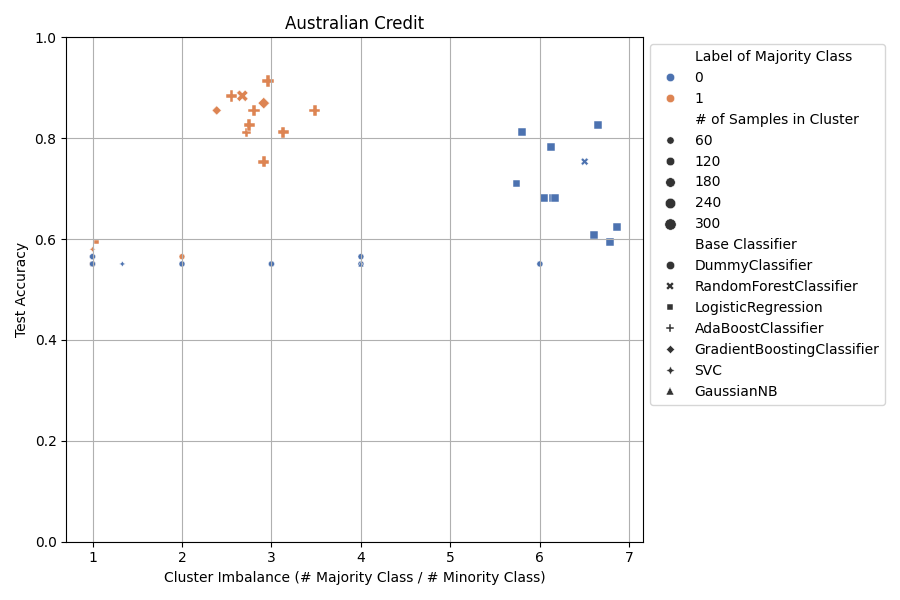 Australian Credit
1.0
0.8
0.6
0.4
0.2
0.0
Test Accuracy
1 2 3 4 5 6 7
Cluster Imbalance (# Majority Class / # Minority Class)
Label of Majority Class
0
1
# of Samples in Cluster
60
120
180
240
300
Base Classifier
DummyClassifier
RandomForestClassifier
LogisticRegression
AdaBoostClassifier
GradientBoostingClassifier
SVC
GaussianNB